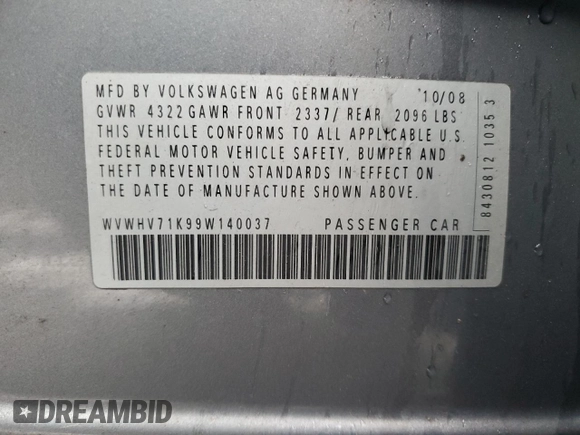 MFD BY VOLKSWAGEN AG GERMANY 10/08
GVWR 4322 GAWR FRONT 2337/ REAR 2096 LBS
THIS VEHICLE CONFORMS TO ALL APPLICABLE U.S.
FEDERAL MOTOR VEHICLE SAFETY, BUMPER AND
THEFT PREVENTION STANDARDS IN EFFECT ON
THE DATE OF MANUFACTURE SHOWN ABOVE.
WVWHV71K99W140037 PASSENGER CAR
8430812 1035 3
DREAMBID